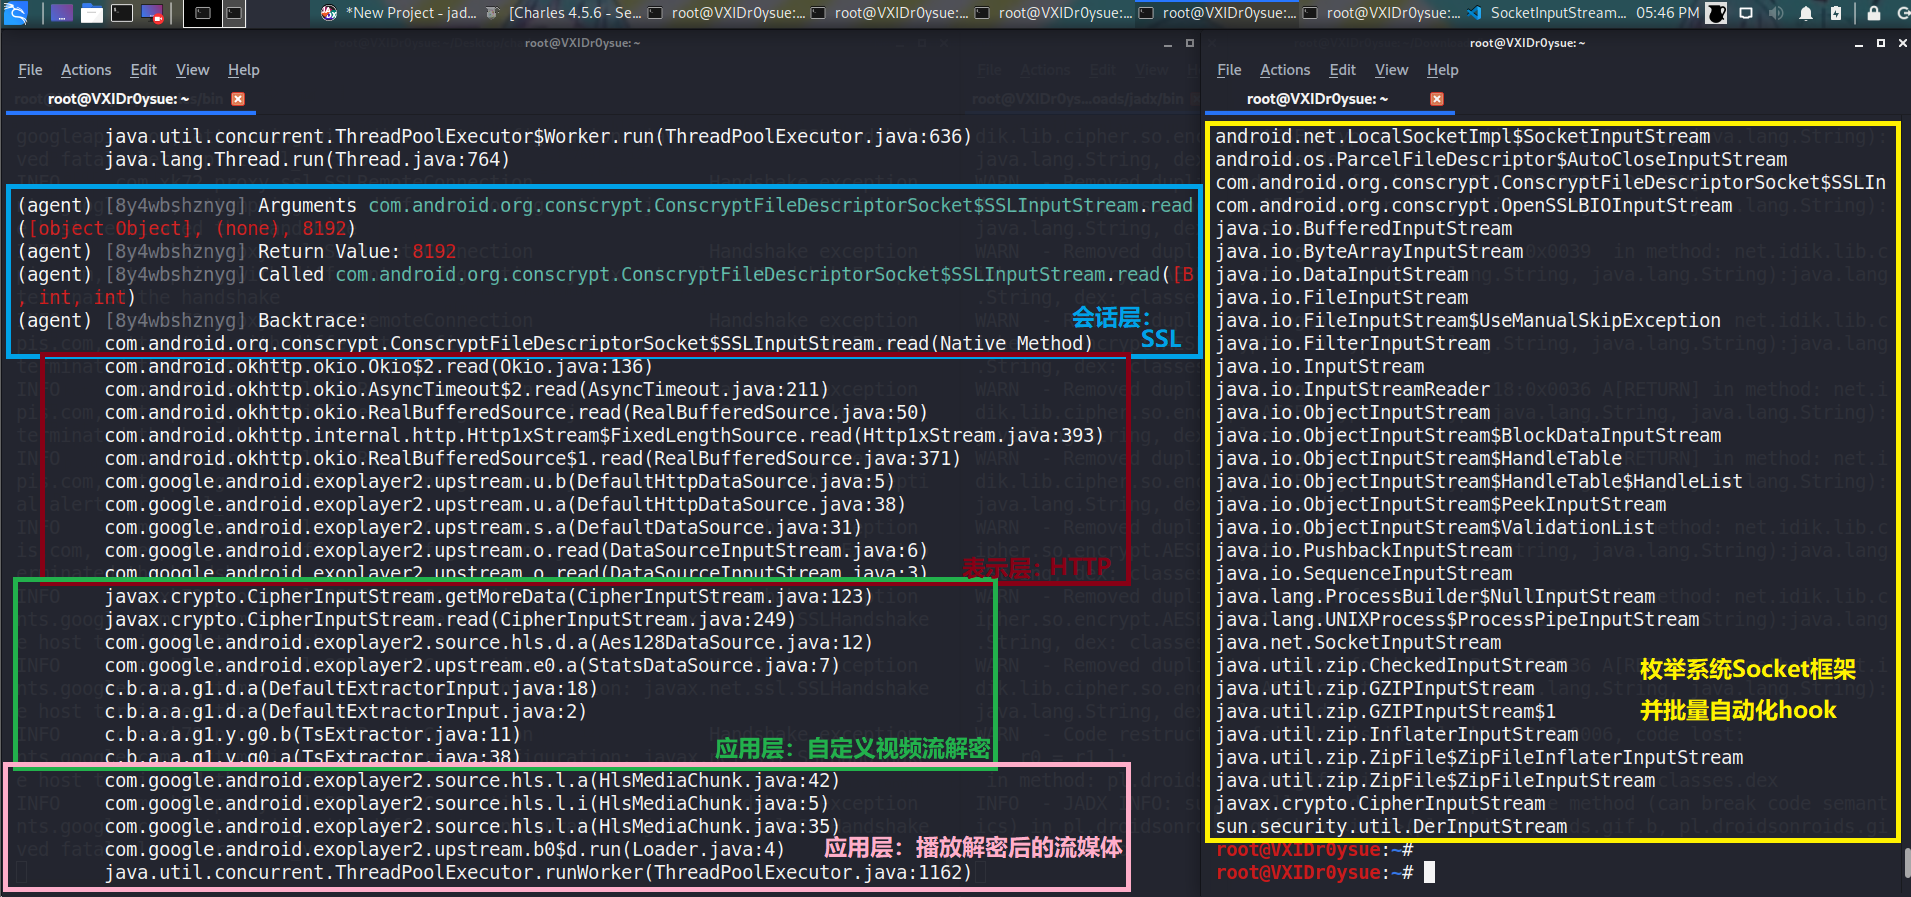 *New Project - jad...
[Charles 4.5.6 - Se...
root@VXIDr0ysue:...
root@VXIDr0ysue:...
root@VXIDr0ysue:...
root@VXIDr0ysue:...
root@VXIDr0ysue:...
SocketInputStream...
05:46 PM
root@VXIDr0ysue: ~
File Actions Edit View Help
root@VXIDr0ysue: ~
java.util.concurrent.ThreadPoolExecutor$Worker.run(ThreadPoolExecutor.java:636)
java.lang.Thread.run(Thread.java:764)
(agent) [8y4wbshznyg] Arguments com.android.org.conscrypt.ConscryptFileDescriptorSocket$SSLInputStream.read
([object Object], (none), 8192)
(agent) [8y4wbshznyg] Return Value: 8192
(agent) [8y4wbshznyg] Called com.android.org.conscrypt.ConscryptFileDescriptorSocket$SSLInputStream.read([B
, int, int)
(agent) [8y4wbshznyg] Backtrace:
会话层：
SSL
com.android.org.conscrypt.ConscryptFileDescriptorSocket$SSLInputStream.read(Native Method)
com.android.okhttp.okio.Okio$2.read(Okio.java:136)
com.android.okhttp.okio.AsyncTimeout$2.read(AsyncTimeout.java:211)
com.android.okhttp.okio.RealBufferedSource.read(RealBufferedSource.java:50)
com.android.okhttp.internal.http.Http1xStream$FixedLengthSource.read(Http1xStream.java:393)
com.android.okhttp.okio.RealBufferedSource$1.read(RealBufferedSource.java:371)
com.google.android.exoplayer2.upstream.u.b(DefaultHttpDataSource.java:5)
com.google.android.exoplayer2.upstream.u.a(DefaultHttpDataSource.java:38)
com.google.android.exoplayer2.upstream.s.a(DefaultDataSource.java:31)
com.google.android.exoplayer2.upstream.o.read(DataSourceInputStream.java:6)
com.google.android.exoplayer2.upstream.o.read(DataSourceInputStream.java:3)
表示层：HTTP
javax.crypto.CipherInputStream.getMoreData(CipherInputStream.java:123)
javax.crypto.CipherInputStream.read(CipherInputStream.java:249)
com.google.android.exoplayer2.source.hls.d.a(Aes128DataSource.java:12)
com.google.android.exoplayer2.upstream.e0.a(StatsDataSource.java:7)
c.b.a.a.g1.d.a(DefaultExtractorInput.java:18)
c.b.a.a.g1.d.a(DefaultExtractorInput.java:2)
c.b.a.a.g1.y.g0.b(TsExtractor.java:11)
c.b.a.a.g1.y.g0.a(TsExtractor.java:38)
应用层：自定义视频流解密
com.google.android.exoplayer2.source.hls.l.a(HlsMediaChunk.java:42)
com.google.android.exoplayer2.source.hls.l.i(HlsMediaChunk.java:5)
com.google.android.exoplayer2.source.hls.l.a(HlsMediaChunk.java:35)
com.google.android.exoplayer2.upstream.b0$d.run(Loader.java:4)
应用层：播放解密后的流媒体
java.util.concurrent.ThreadPoolExecutor.runWorker(ThreadPoolExecutor.java:1162)
root@VXIDr0ysue: ~
File Actions Edit View Help
root@VXIDr0ysue: ~
android.net.LocalSocketImpl$SocketInputStream
android.os.ParcelFileDescriptor$AutoCloseInputStream
com.android.org.conscrypt.ConscryptFileDescriptorSocket$SSLIn
com.android.org.conscrypt.OpenSSLBIOInputStream
java.io.BufferedInputStream
java.io.ByteArrayInputStream
java.io.DataInputStream
java.io.FileInputStream
java.io.FileInputStream$UseManualSkipException
java.io.FilterInputStream
java.io.InputStream
java.io.InputStreamReader
java.io.ObjectInputStream
java.io.ObjectInputStream$BlockDataInputStream
java.io.ObjectInputStream$HandleTable
java.io.ObjectInputStream$HandleTable$HandleList
java.io.ObjectInputStream$PeekInputStream
java.io.ObjectInputStream$ValidationList
java.io.PushbackInputStream
java.io.SequenceInputStream
java.lang.ProcessBuilder$NullInputStream
java.lang.UNIXProcess$ProcessPipeInputStream
java.net.SocketInputStream
java.util.zip.CheckedInputStream
java.util.zip.GZIPInputStream
java.util.zip.GZIPInputStream$1
java.util.zip.InflaterInputStream
java.util.zip.ZipFile$ZipFileInflaterInputStream
java.util.zip.ZipFile$ZipFileInputStream
javax.crypto.CipherInputStream
sun.security.util.DerInputStream
枚举系统Socket框架
并批量自动化hook
root@VXIDr0ysue:~#
root@VXIDr0ysue:~#